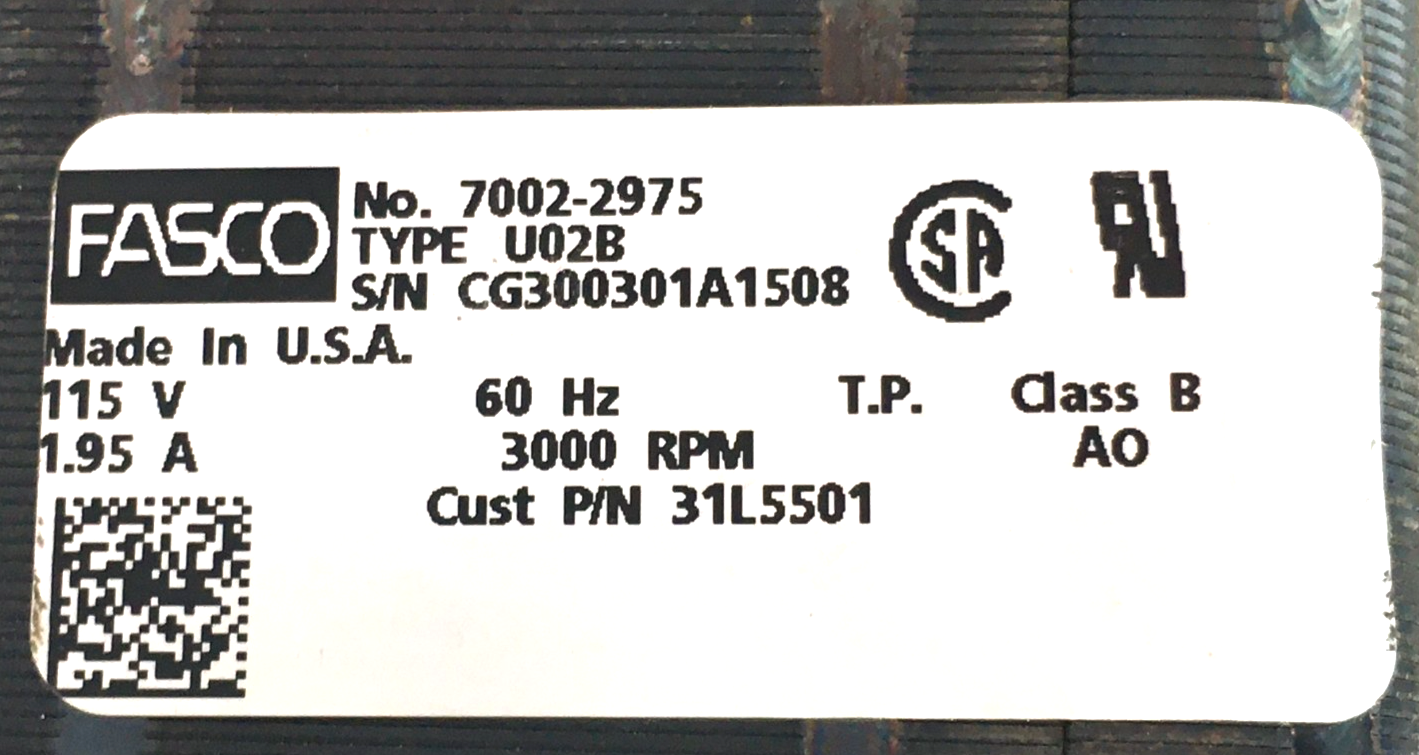 FASCO
No. 7002-2975
TYPE U02B
S/N CG300301A1508
SA
Made In U.S.A.
115 V 60 Hz T.P. Class B
1.95 A 3000 RPM AO
Cust P/N 31L5501